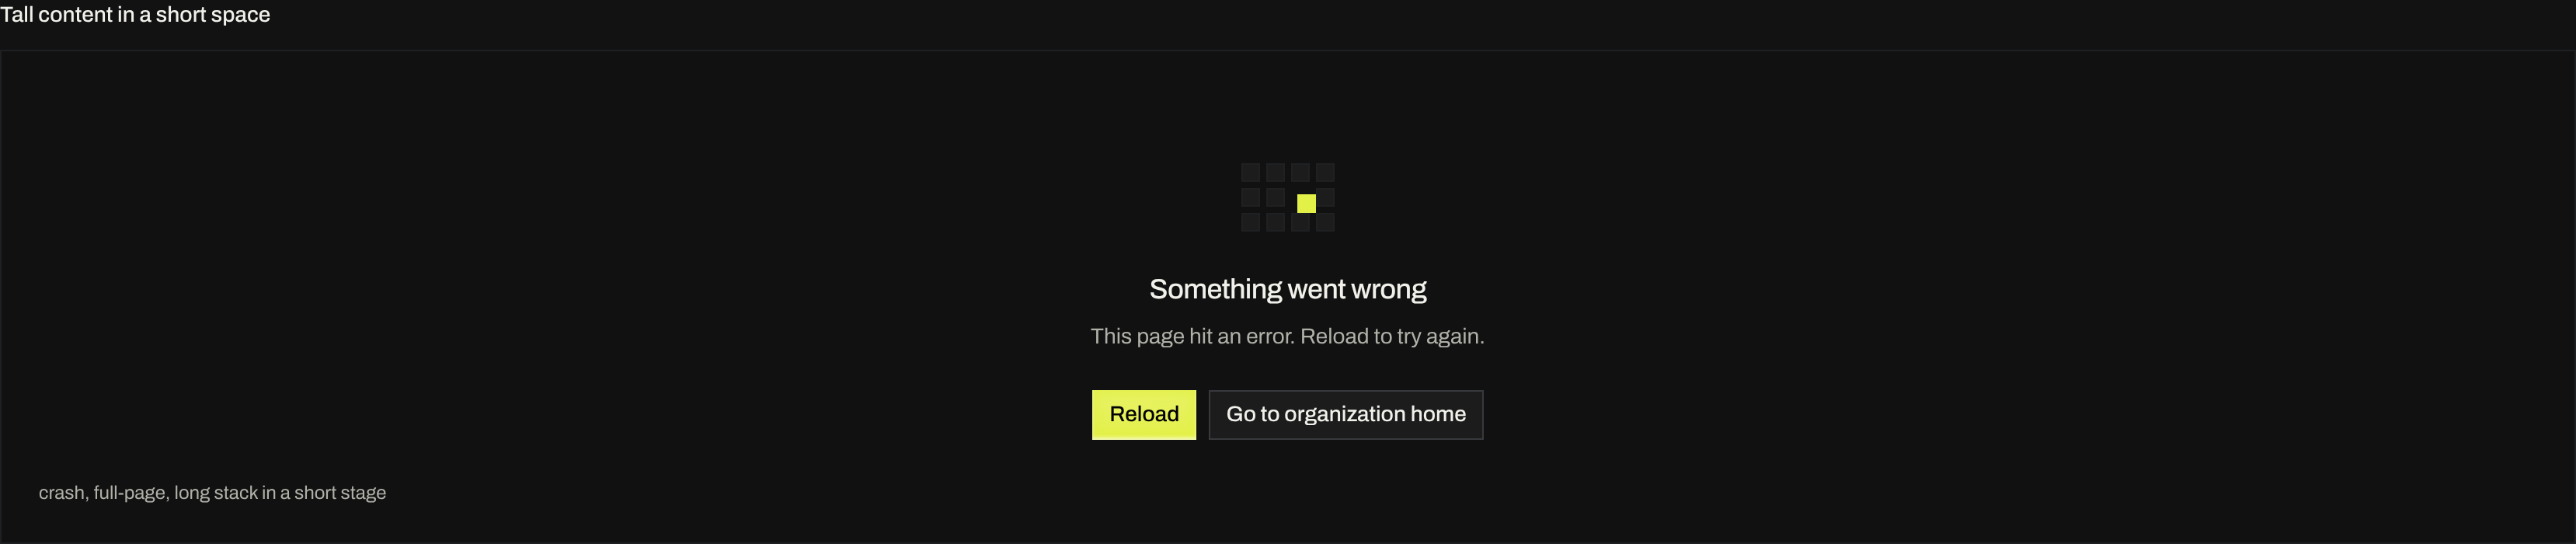 Tall content in a short space
Something went wrong
This page hit an error. Reload to try again.
Reload
Go to organization home
crash, full-page, long stack in a short stage